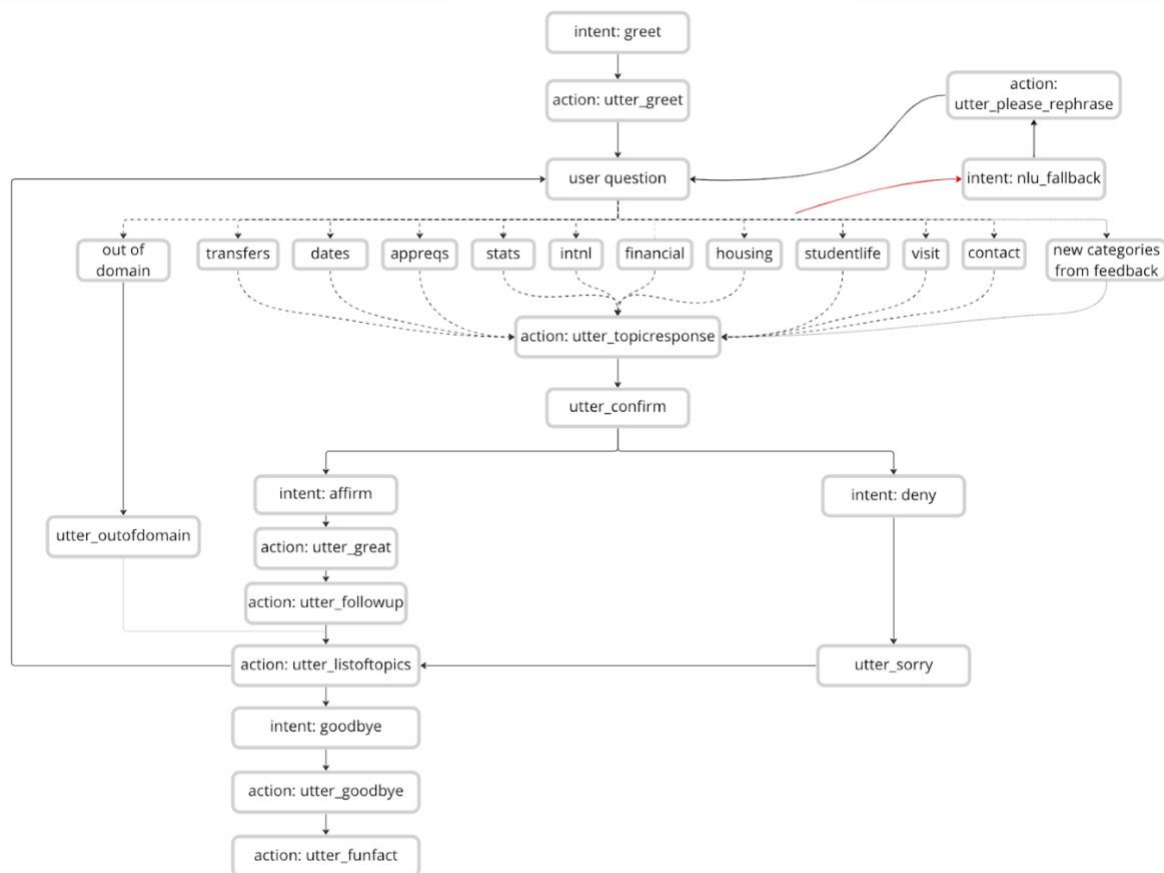 intent: greet
action:
utter_please_rephrase
action: utter_greet
user question
intent: nlu_fallback
out of
domain
transfers
dates
appreqs
stats
intnl
financial
housing
studentlife
visit
contact
new categories
from feedback
action: utter_topicresponse
utter_confirm
intent: affirm
intent: deny
utter_outofdomain
action: utter_great
action: utter_followup
action: utter_listoftopics
utter_sorry
intent: goodbye
action: utter_goodbye
action: utter_funfact